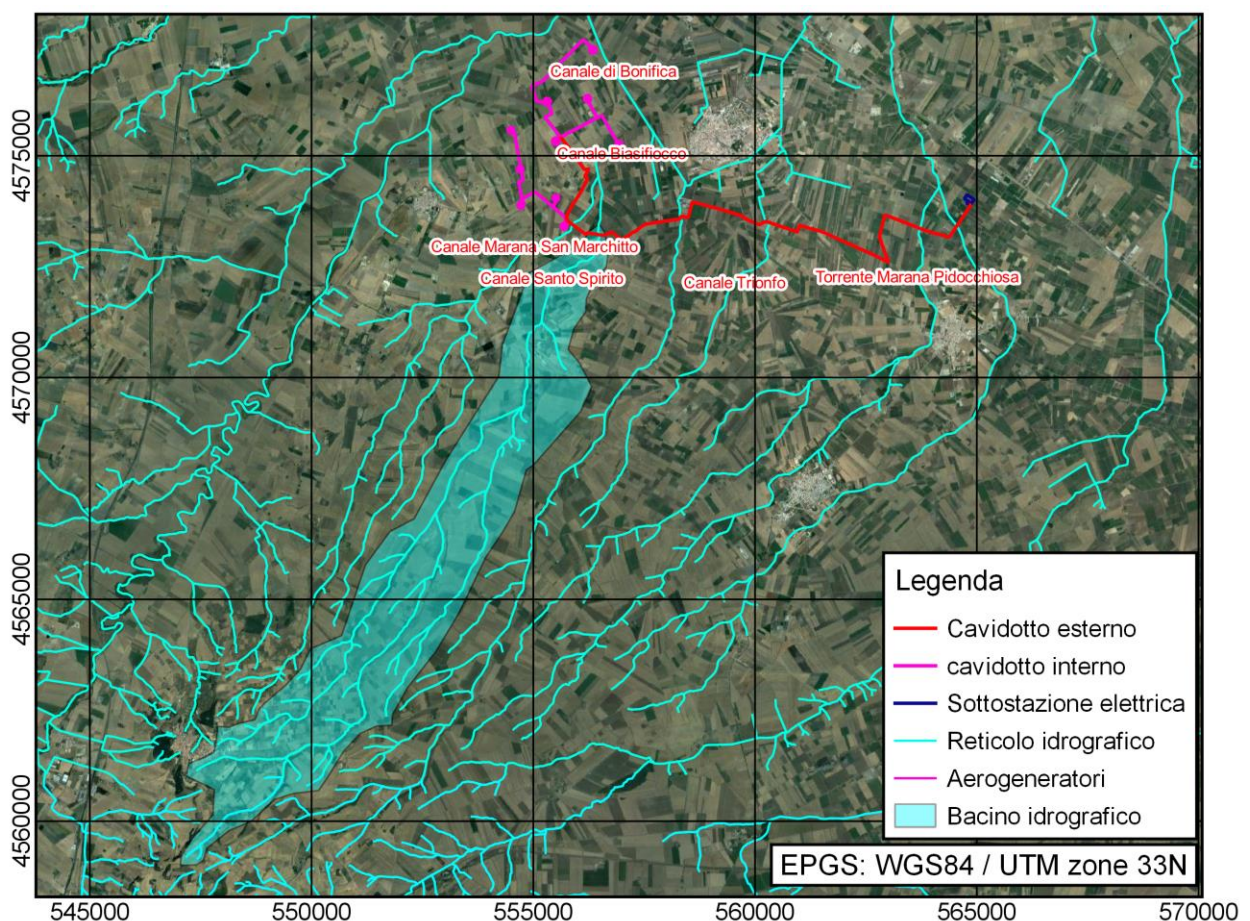 Canale di Bonifica
Canale Biasifiocco
Canale Marana San Marchitto
Canale Santo Spirito
Canale Trionfo
Torrente Marana Pidocchiosa
4575000
4570000
4565000
4560000
Legenda
Cavidotto esterno
cavidotto interno
Sottostazione elettrica
Reticolo idrografico
Aerogeneratori
Bacino idrografico
EPGS: WGS84 / UTM zone 33N
545000 550000 555000 560000 565000 570000